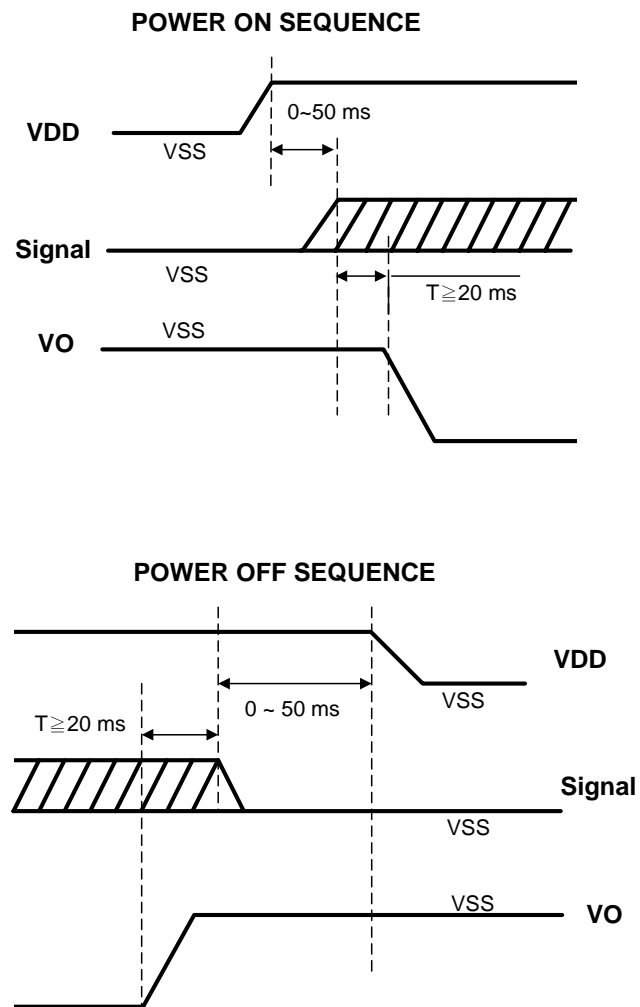 POWER ON SEQUENCE
0~50 ms
VDD
VSS
Signal
VSS
T≧20 ms
VSS
VO
POWER OFF SEQUENCE
VDD
T≧20 ms
0 ~ 50 ms
VSS
Signal
VSS
VSS
VO